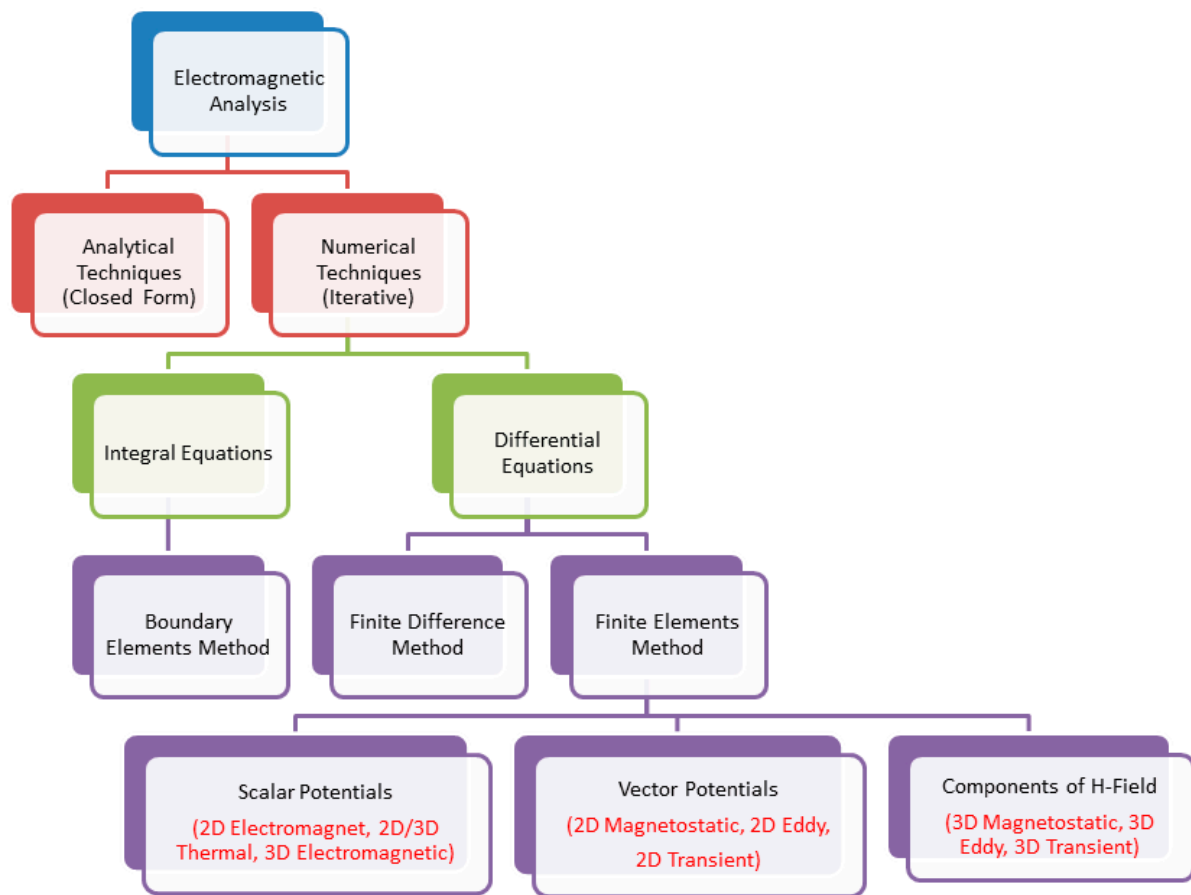 Electromagnetic
Analysis
Analytical
Techniques
(Closed Form)
Numerical
Techniques
(Iterative)
Integral Equations
Differential
Equations
Boundary
Elements Method
Finite Difference
Method
Finite Elements
Method
Scalar Potentials
(2D Electromagnet, 2D/3D
Thermal, 3D Electromagnetic)
Vector Potentials
(2D Magnetostatic, 2D Eddy,
2D Transient)
Components of H-Field
(3D Magnetostatic, 3D
Eddy, 3D Transient)